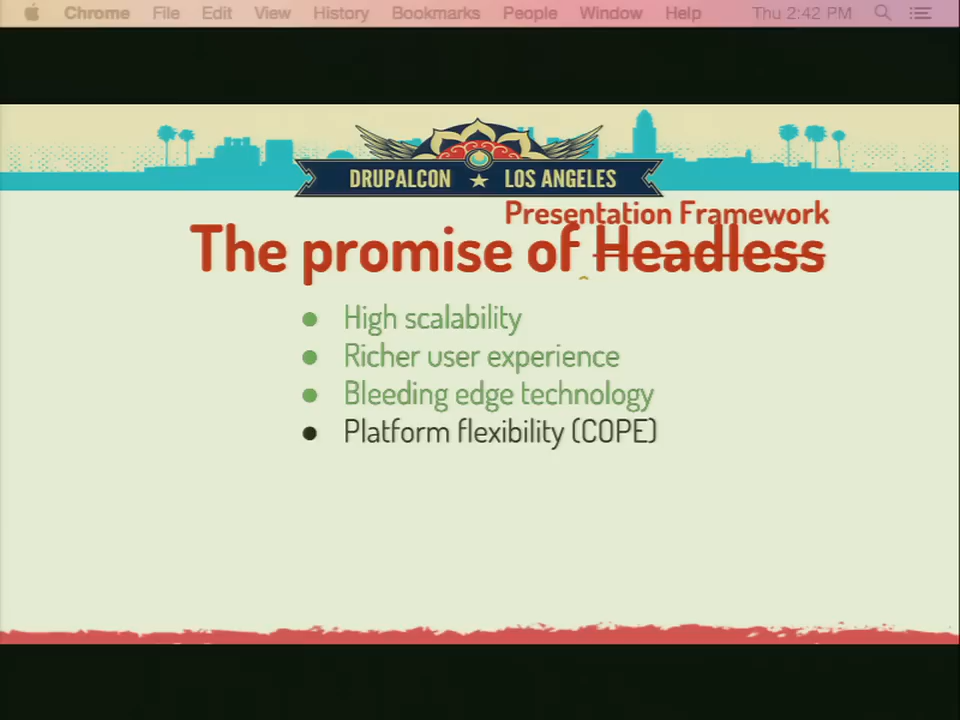 Chrome File Edit View History Bookmarks People Window Help Thu 2:42 PM
DRUPALCON ★ LOS ANGELES
Presentation Framework
The promise of ‸ Headless
● High scalability
● Richer user experience
● Bleeding edge technology
● Platform flexibility (COPE)